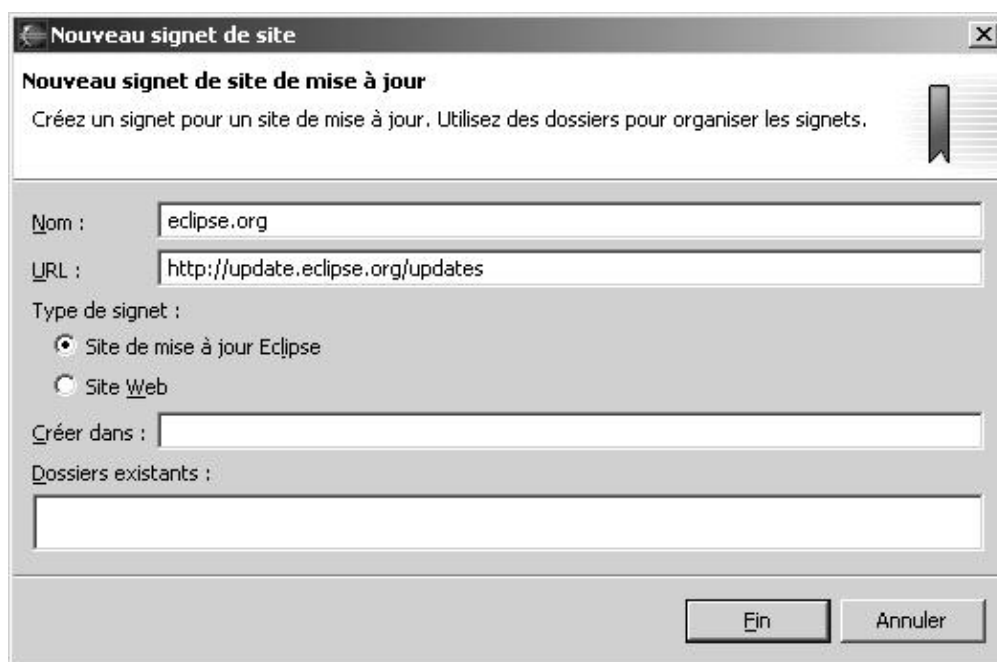 Nouveau signet de site
Nouveau signet de site de mise à jour
Créez un signet pour un site de mise à jour. Utilisez des dossiers pour organiser les signets.
Nom : eclipse.org
URL : http://update.eclipse.org/updates
Type de signet :
Site de mise à jour Eclipse
Site Web
Créer dans :
Dossiers existants :
Fin Annuler